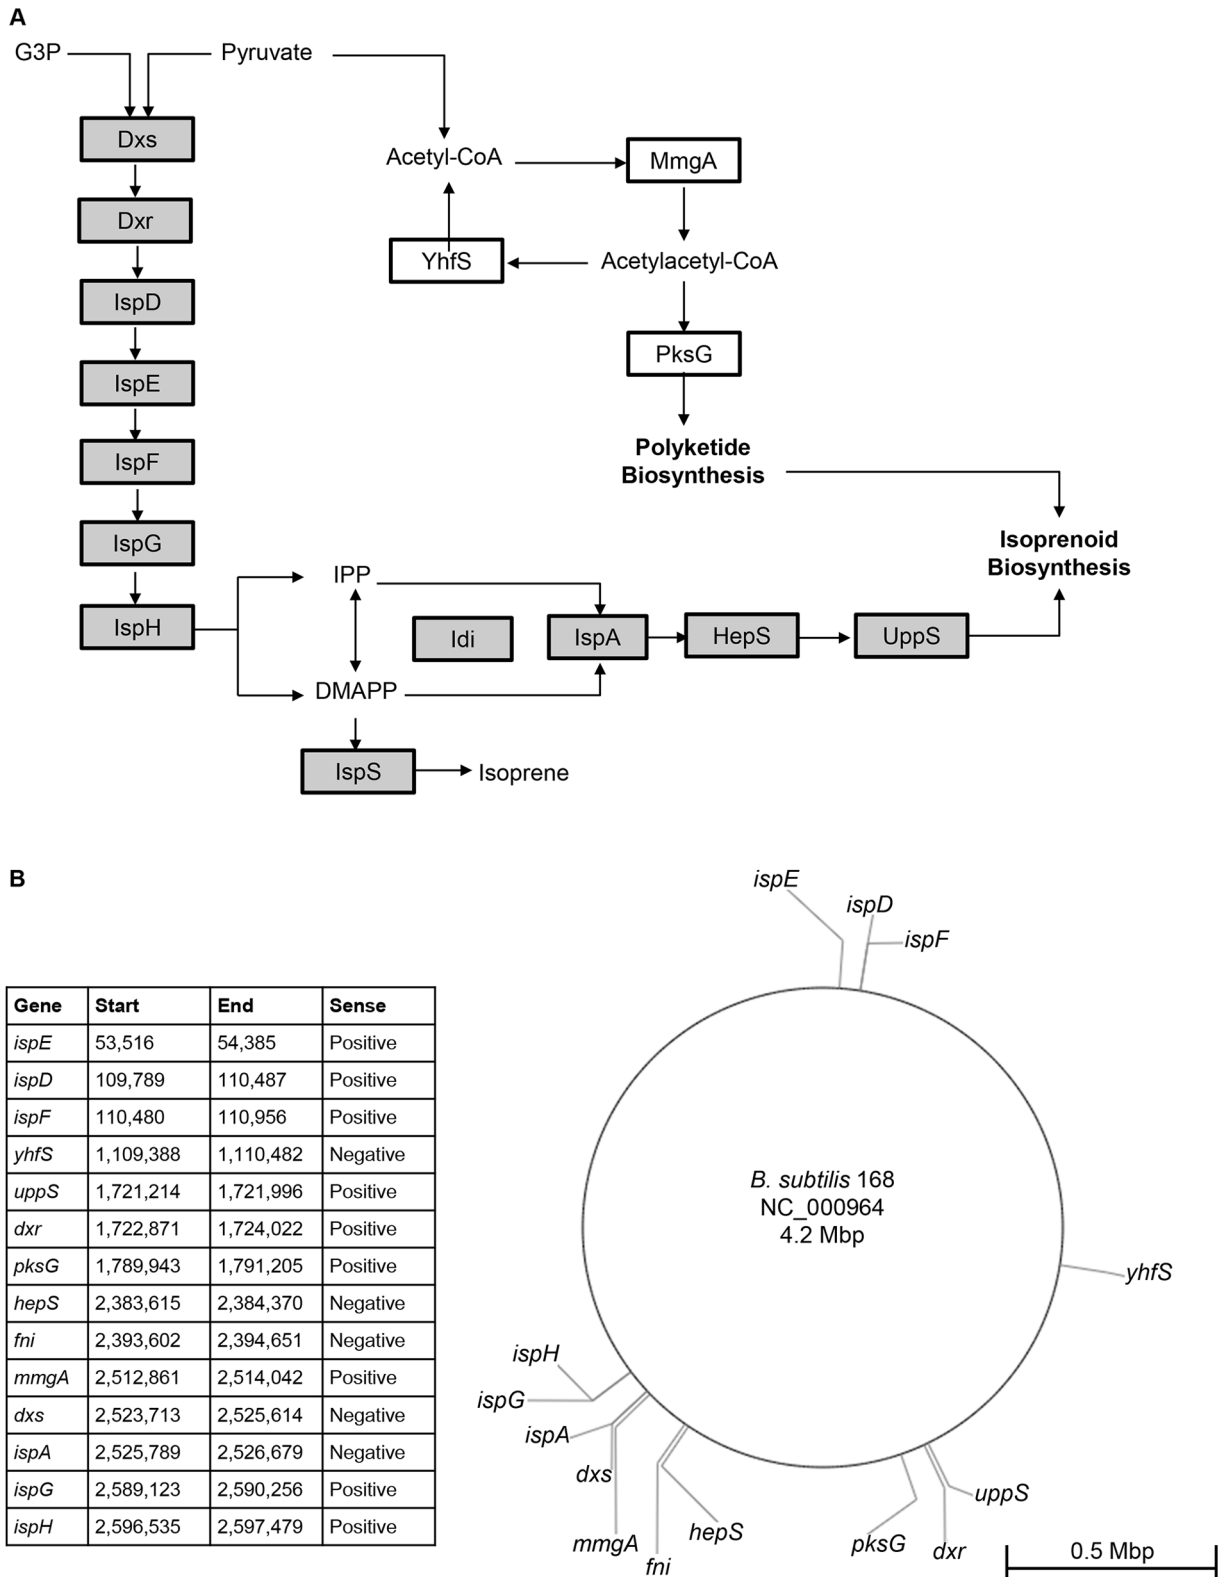 A
G3P
Pyruvate
Dxs
Acetyl-CoA
MmgA
Dxr
YhfS
Acetylacetyl-CoA
IspD
PksG
IspE
Polyketide
Biosynthesis
IspF
IspG
Isoprenoid
Biosynthesis
IPP
IspH
Idi
IspA
HepS
UppS
DMAPP
IspS
Isoprene
B
Gene Start End Sense
ispE 53,516 54,385 Positive
ispD 109,789 110,487 Positive
ispF 110,480 110,956 Positive
yhfS 1,109,388 1,110,482 Negative
uppS 1,721,214 1,721,996 Positive
dxr 1,722,871 1,724,022 Positive
pksG 1,789,943 1,791,205 Positive
hepS 2,383,615 2,384,370 Negative
fni 2,393,602 2,394,651 Negative
mmgA 2,512,861 2,514,042 Positive
dxs 2,523,713 2,525,614 Negative
ispA 2,525,789 2,526,679 Negative
ispG 2,589,123 2,590,256 Positive
ispH 2,596,535 2,597,479 Positive
ispE
ispD
ispF
B. subtilis 168
NC_000964
4.2 Mbp
yhfS
ispH
ispG
ispA
dxs
mmgA
fni
hepS
pksG
dxr
uppS
0.5 Mbp